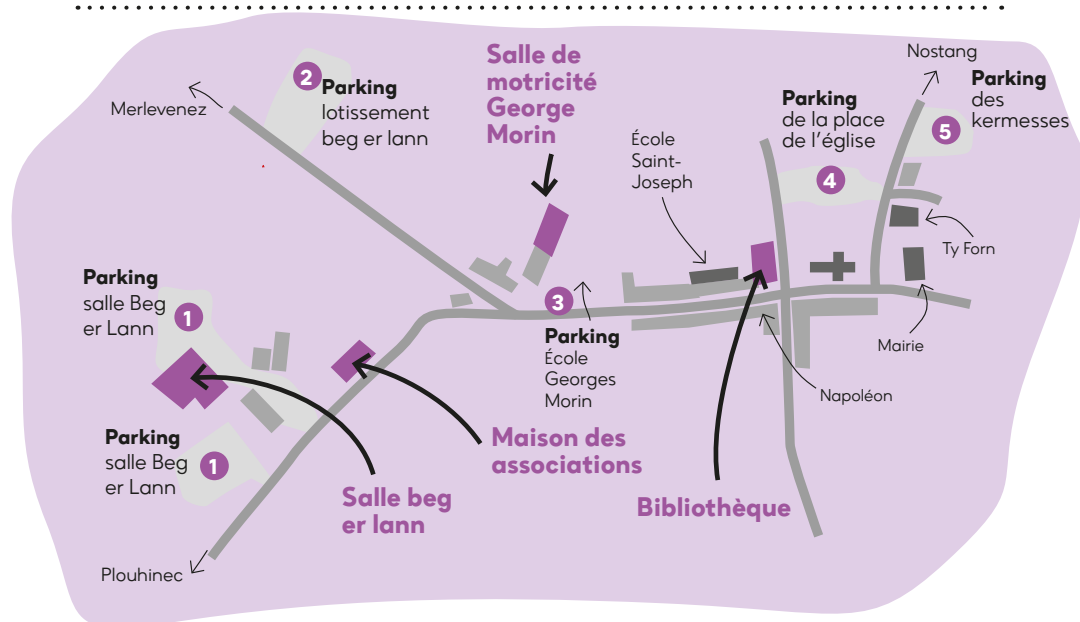 Nostang
Merlevenez
2
Parking
lotissement
beg er lann
Salle de
motricité
George
Morin
École
Saint-
Joseph
Parking
de la place
de l'église
4
Parking
des
kermesses
5
Ty Forn
Mairie
Napoléon
Parking
salle Beg
er Lann
1
3
Parking
École
Georges
Morin
Parking
salle Beg
er Lann
1
Maison des
associations
Salle beg
er lann
Bibliothèque
Plouhinec